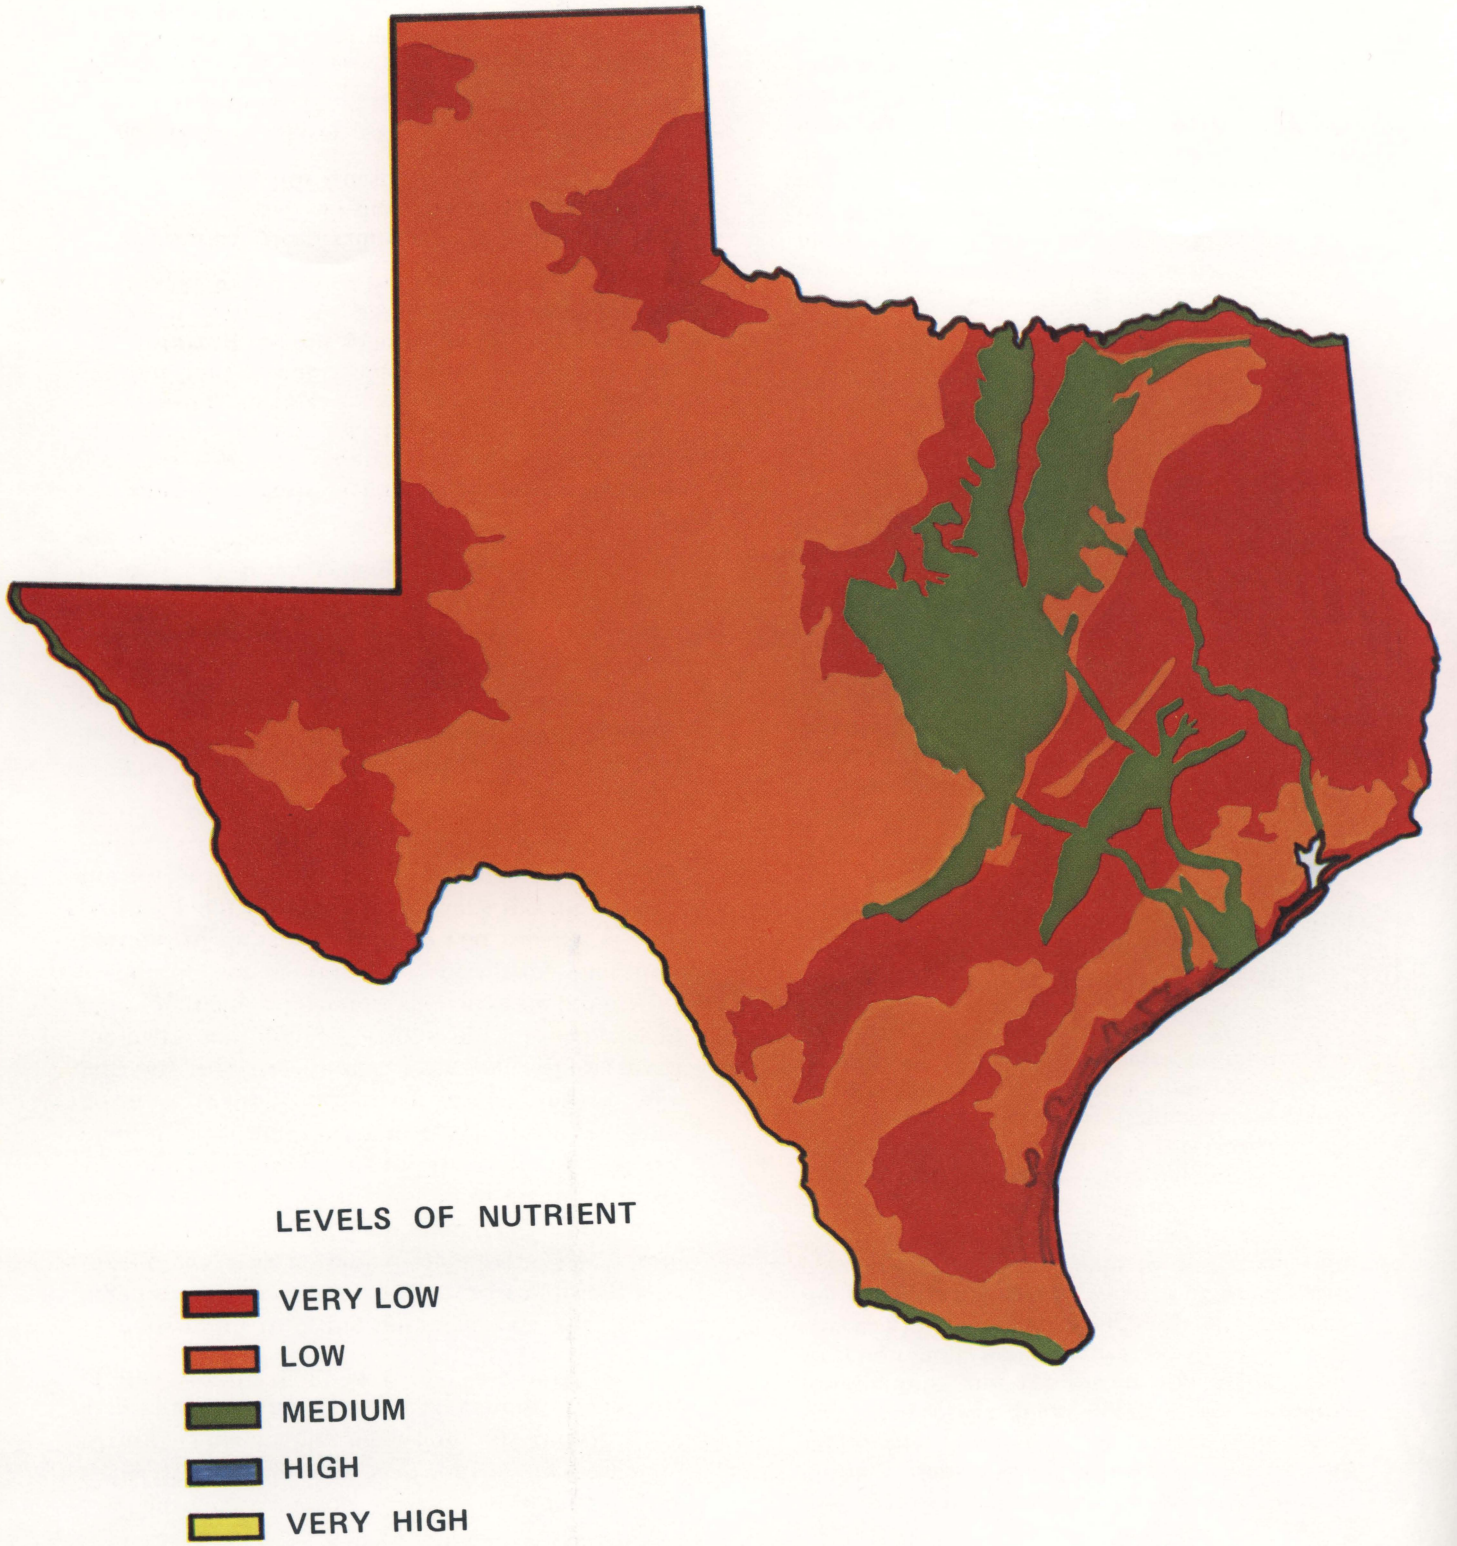 LEVELS OF NUTRIENT
VERY LOW
LOW
MEDIUM
HIGH
VERY HIGH